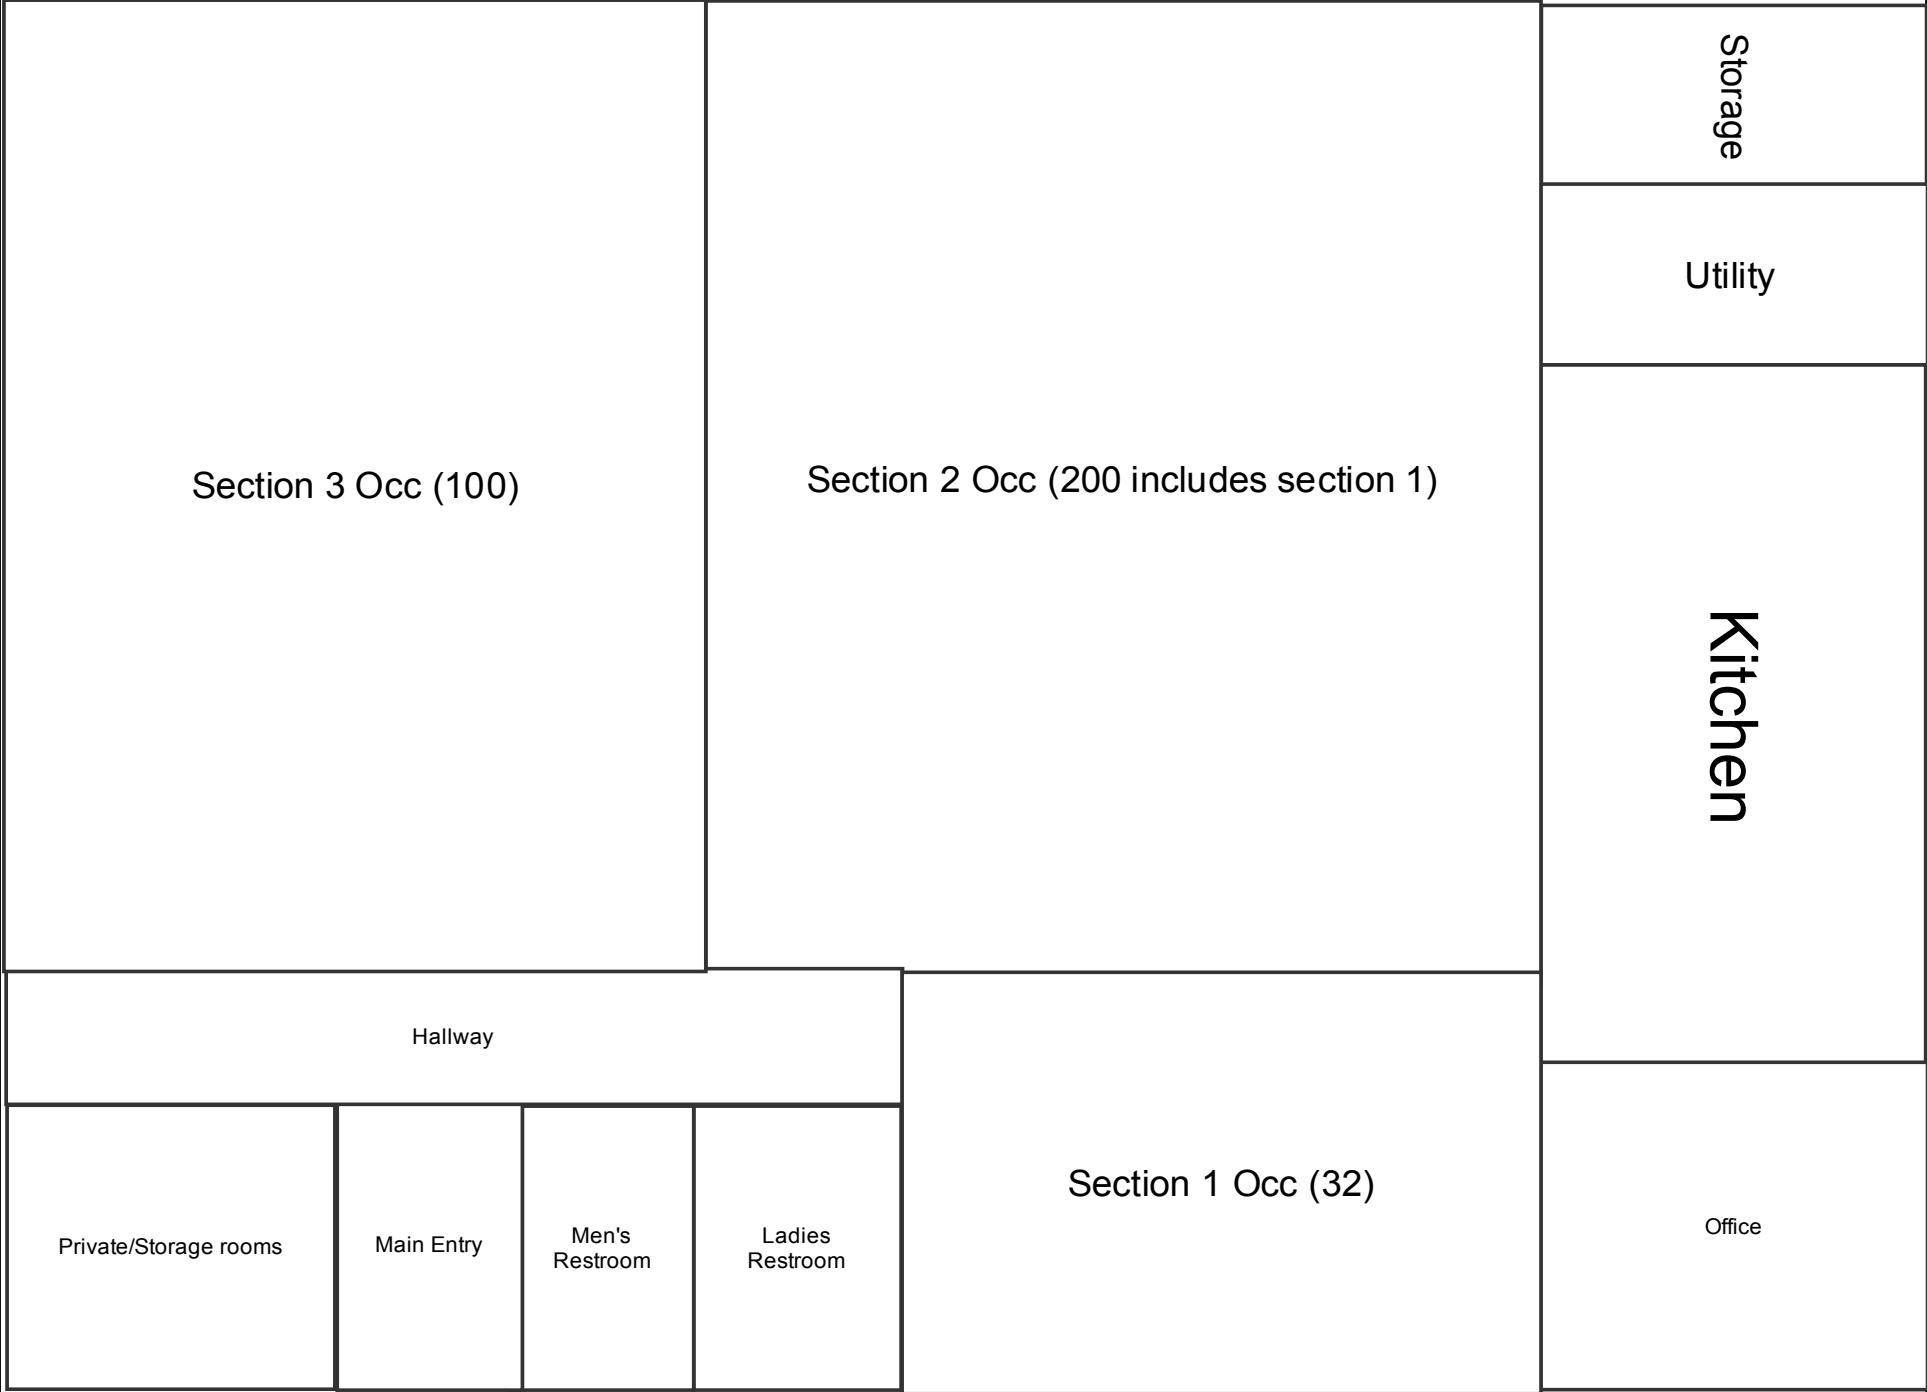 Storage
Utility
Section 3 Occ (100)
Section 2 Occ (200 includes section 1)
Kitchen
Hallway
Section 1 Occ (32)
Private/Storage rooms
Main Entry
Men's
Restroom
Ladies
Restroom
Office